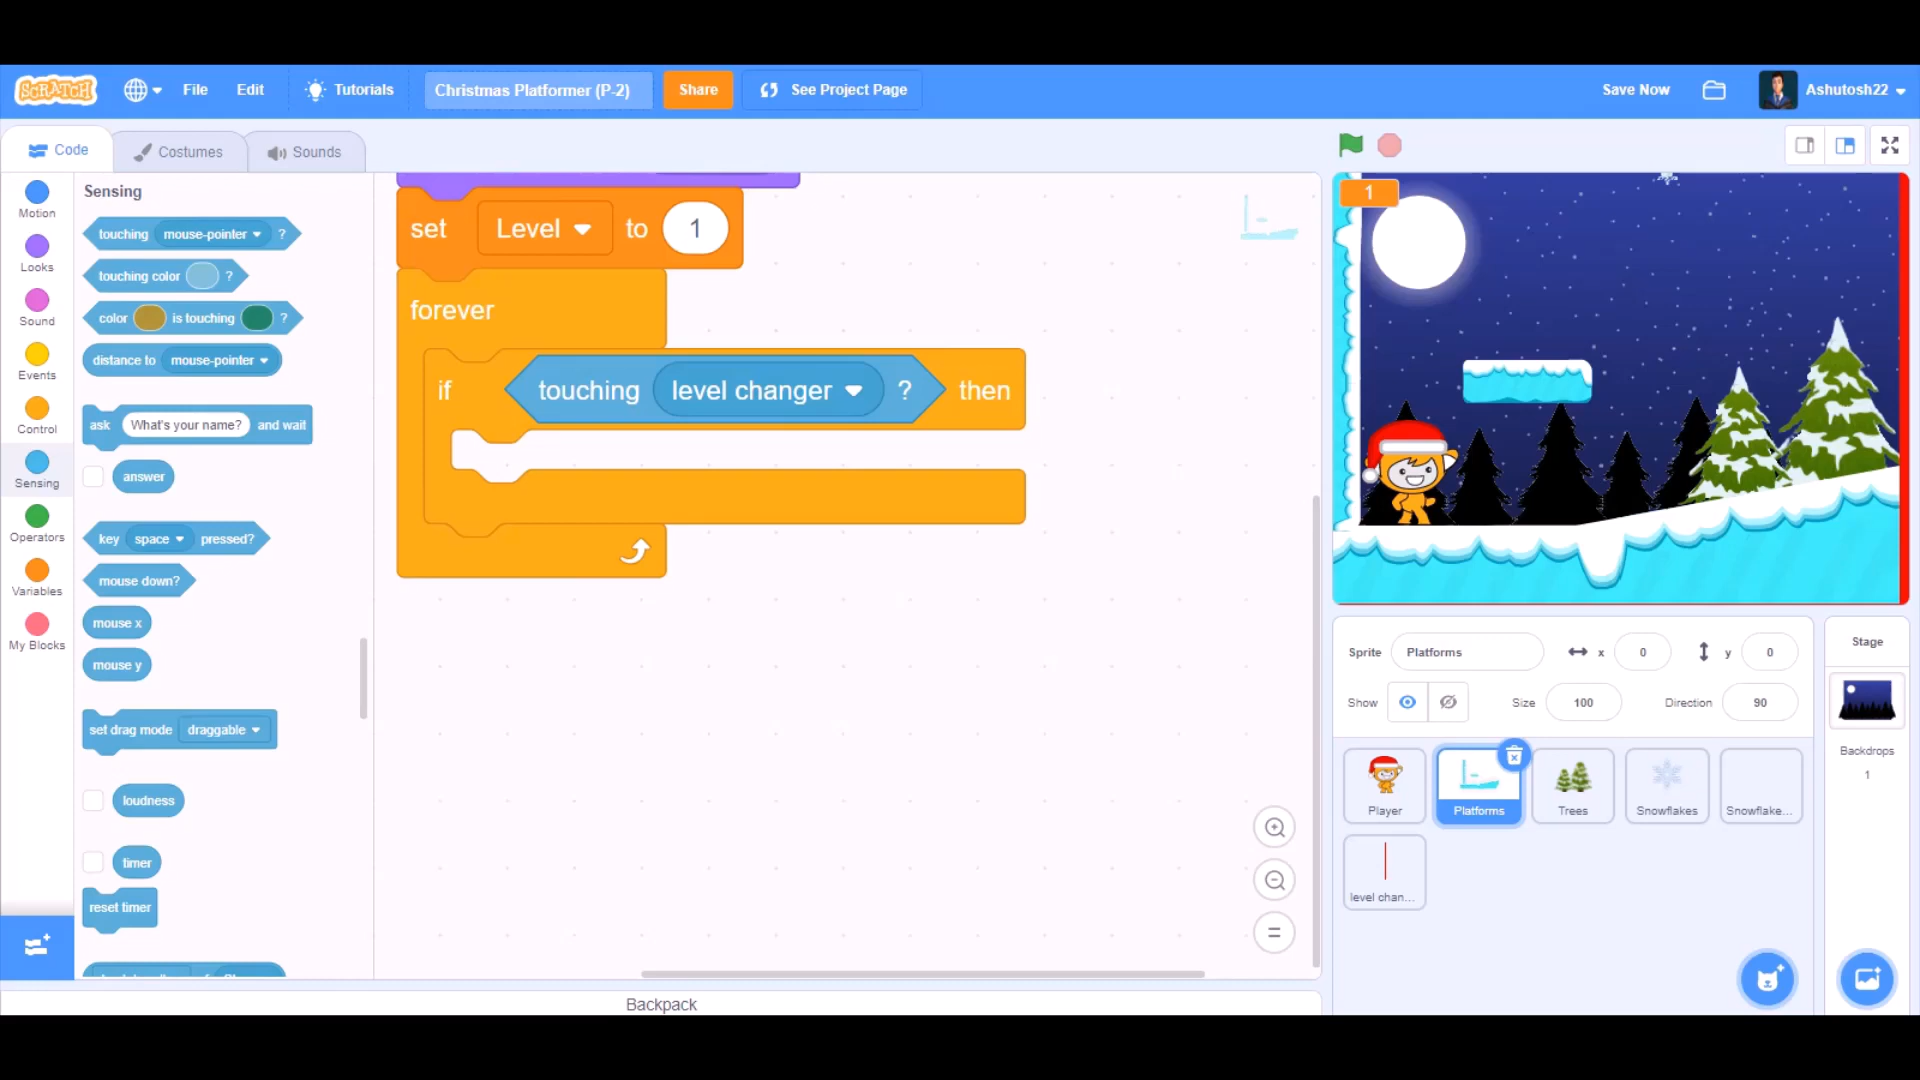 SCRATCH
File
Edit
Tutorials
Christmas Platformer (P-2)
Share
See Project Page
Save Now
Ashutosh22
Code
Costumes
Sounds
Motion
Looks
Sound
Events
Control
Sensing
Operators
Variables
My Blocks
Sensing
touching mouse-pointer ?
touching color ?
color is touching ?
distance to mouse-pointer
ask What's your name? and wait
answer
key space pressed?
mouse down?
mouse x
mouse y
set drag mode draggable
loudness
timer
reset timer
set Level to 1
forever
if touching level changer ? then
Backpack
1
Sprite Platforms x 0 y 0
Show Size 100 Direction 90
Player
Platforms
Trees
Snowflakes
Snowflake...
level chan...
Stage
Backdrops
1